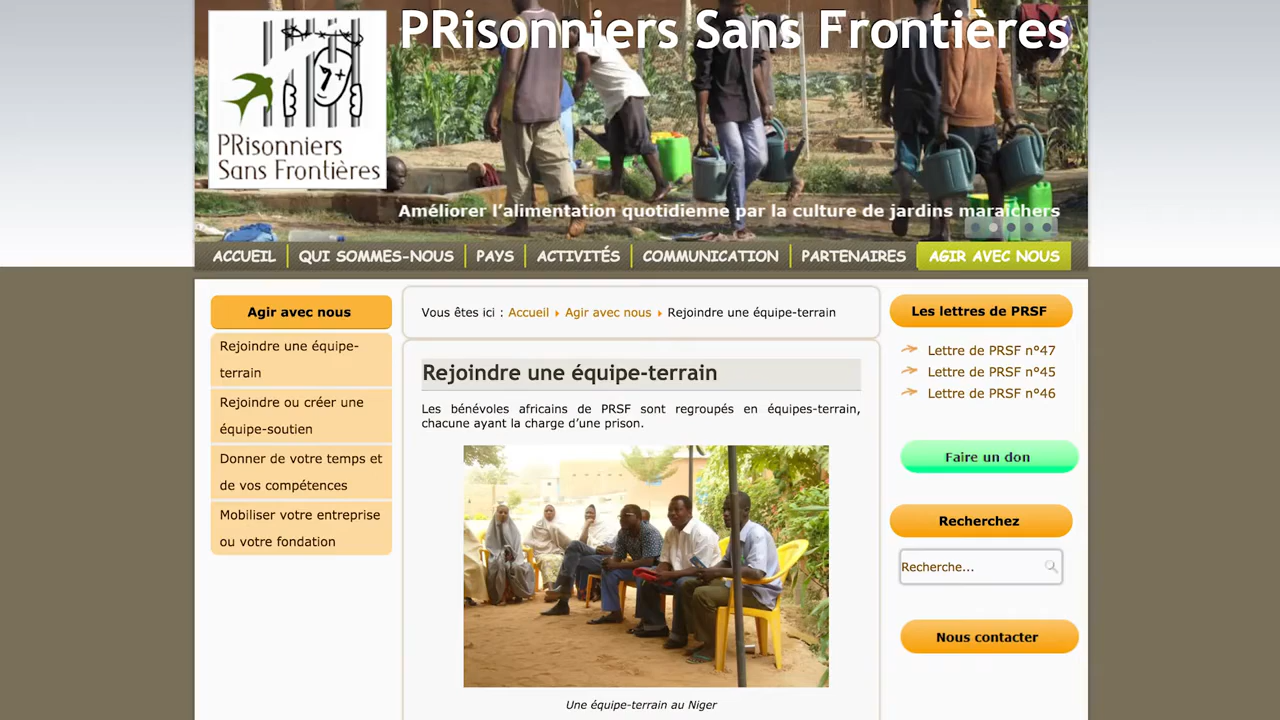 PRisonniers Sans Frontières
PRisonniers
Sans Frontières
Améliorer l’alimentation quotidienne par la culture de jardins maraichers
ACCUEIL QUI SOMMES-NOUS PAYS ACTIVITÉS COMMUNICATION PARTENAIRES AGIR AVEC NOUS
Agir avec nous
Rejoindre une équipe-
terrain
Rejoindre ou créer une
équipe-soutien
Donner de votre temps et
de vos compétences
Mobiliser votre entreprise
ou votre fondation
Vous êtes ici : Accueil Agir avec nous Rejoindre une équipe-terrain
Rejoindre une équipe-terrain
Les bénévoles africains de PRSF sont regroupés en équipes-terrain,
chacune ayant la charge d’une prison.
Une équipe-terrain au Niger
Les lettres de PRSF
Lettre de PRSF n°47
Lettre de PRSF n°45
Lettre de PRSF n°46
Faire un don
Recherchez
Recherche...
Nous contacter